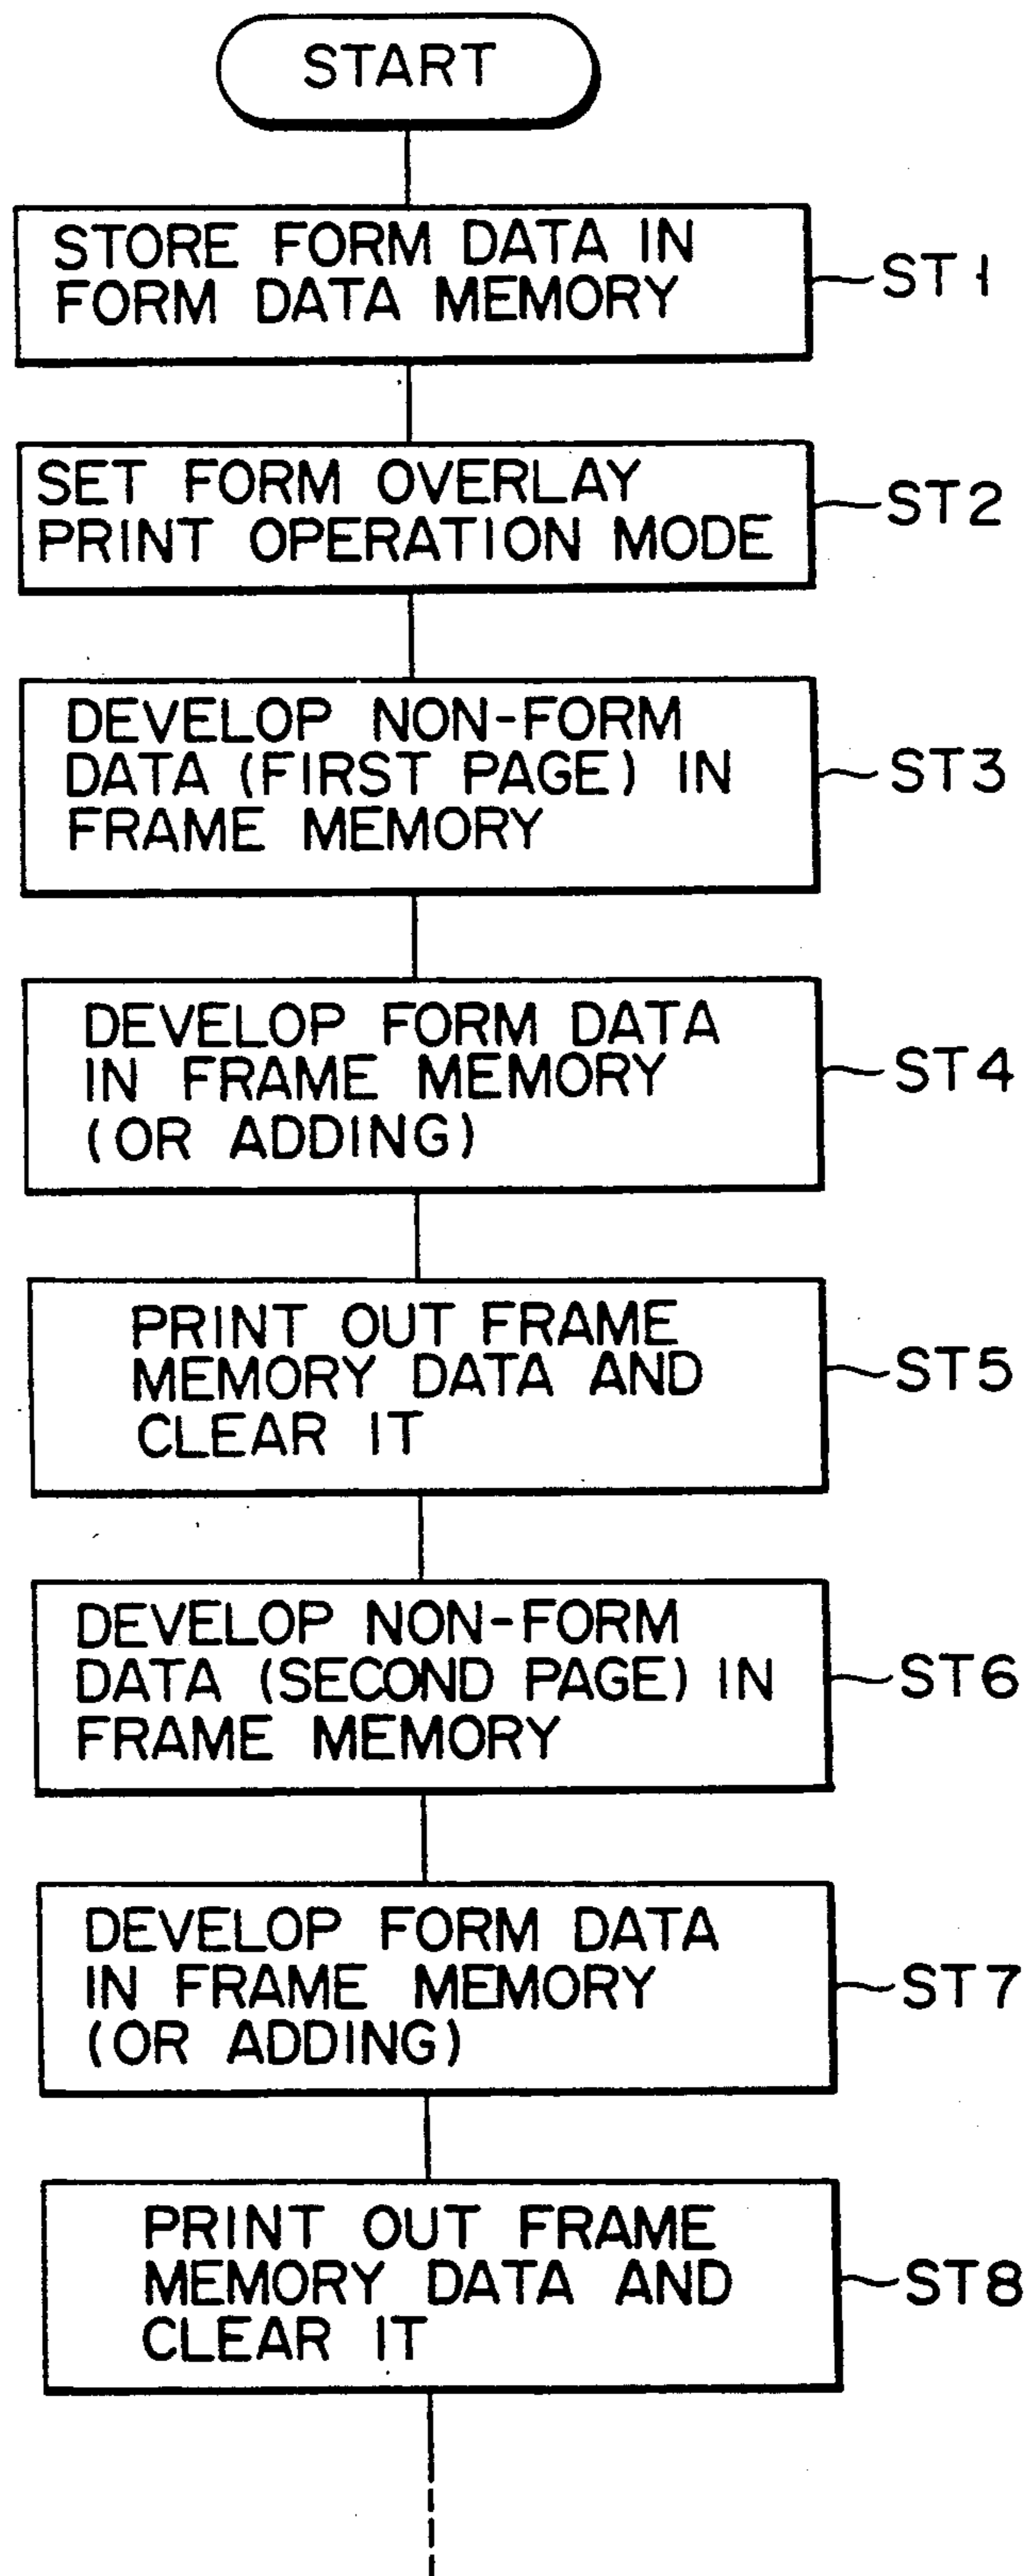 START
STORE FORM DATA IN
FORM DATA MEMORY
ST1
SET FORM OVERLAY
PRINT OPERATION MODE
ST2
DEVELOP NON-FORM
DATA (FIRST PAGE) IN
FRAME MEMORY
ST3
DEVELOP FORM DATA
IN FRAME MEMORY
(OR ADDING)
ST4
PRINT OUT FRAME
MEMORY DATA AND
CLEAR IT
ST5
DEVELOP NON-FORM
DATA (SECOND PAGE) IN
FRAME MEMORY
ST6
DEVELOP FORM DATA
IN FRAME MEMORY
(OR ADDING)
ST7
PRINT OUT FRAME
MEMORY DATA AND
CLEAR IT
ST8